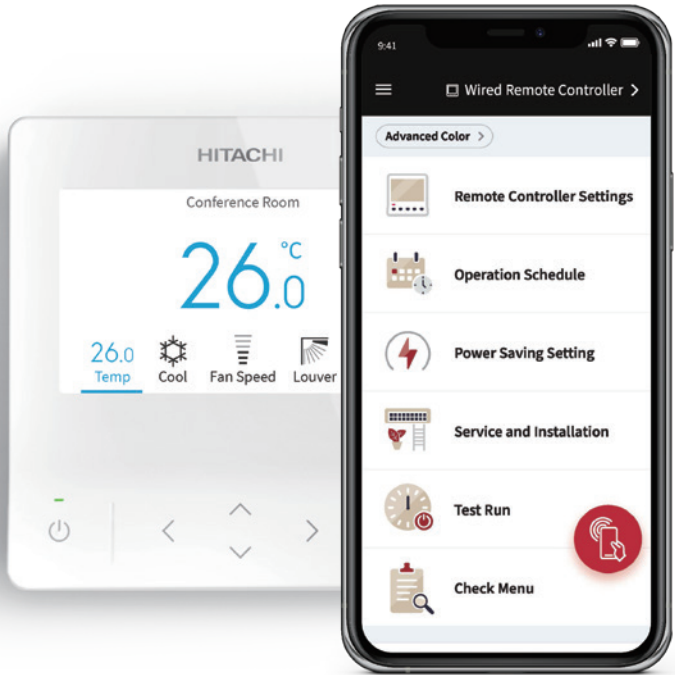 HITACHI
Conference Room
26.0 °C
26.0
Temp
Cool
Fan Speed
Louver
9:41
Wired Remote Controller
Advanced Color
Remote Controller Settings
Operation Schedule
Power Saving Setting
Service and Installation
Test Run
Check Menu